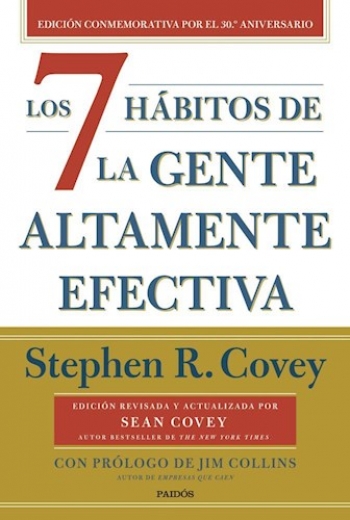 EDICIÓN CONMEMORATIVA POR EL 30.º ANIVERSARIO
LOS 7 HÁBITOS DE
LA GENTE
ALTAMENTE
EFECTIVA
Stephen R. Covey
EDICIÓN REVISADA Y ACTUALIZADA POR
SEAN COVEY
AUTOR BESTSELLER DE THE NEW YORK TIMES
CON PRÓLOGO DE JIM COLLINS
AUTOR DE EMPRESAS QUE CAEN
PAIDÓS